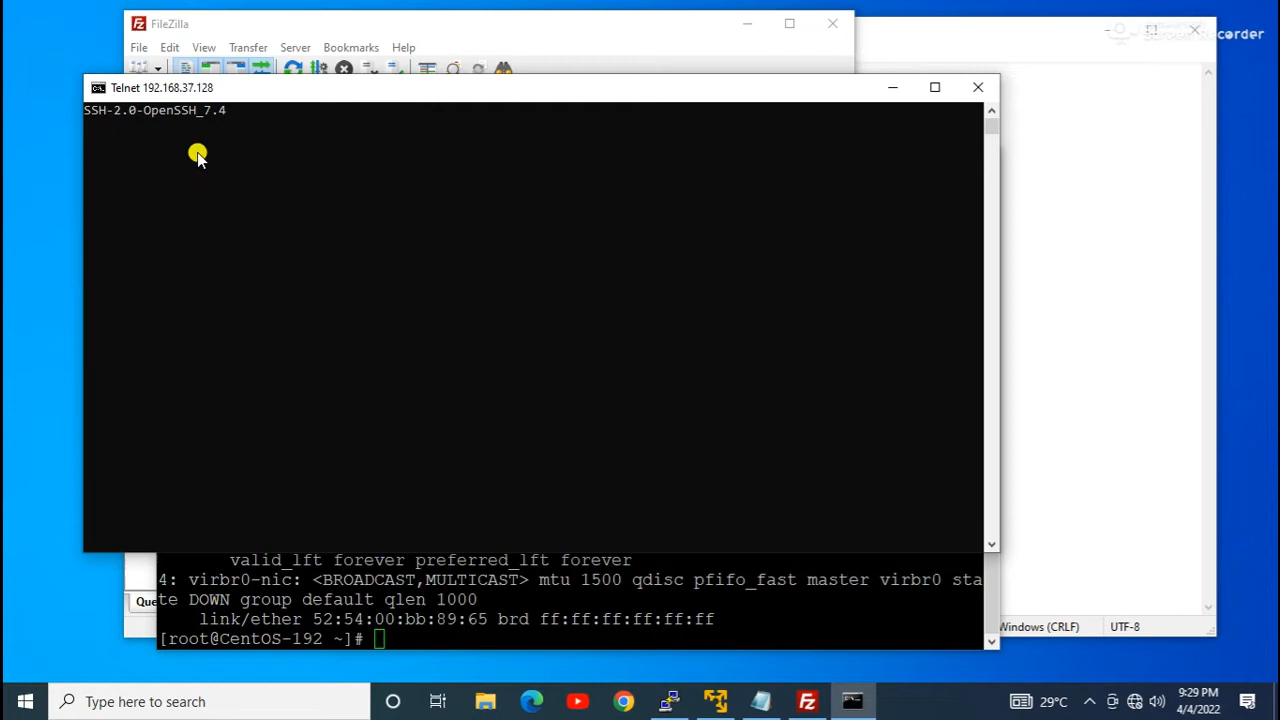 FileZilla
Screen Recorder
File Edit View Transfer Server Bookmarks Help
Telnet 192.168.37.128
SSH-2.0-OpenSSH_7.4
valid_lft forever preferred_lft forever
4: virbr0-nic: <BROADCAST,MULTICAST> mtu 1500 qdisc pfifo_fast master virbr0 sta
te DOWN group default qlen 1000
link/ether 52:54:00:bb:89:65 brd ff:ff:ff:ff:ff:ff
[root@CentOS-192 ~]#
Que
Windows (CRLF) UTF-8
Type here to search
29°C
9:29 PM
4/4/2022